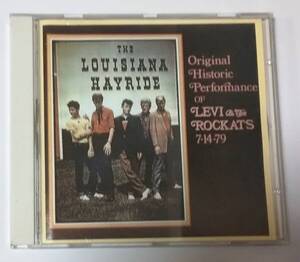 THE
LOUISIANA
HAYRIDE
Original
Historic
Performance
OF
LEVI & The
ROCKATS
7·14·79